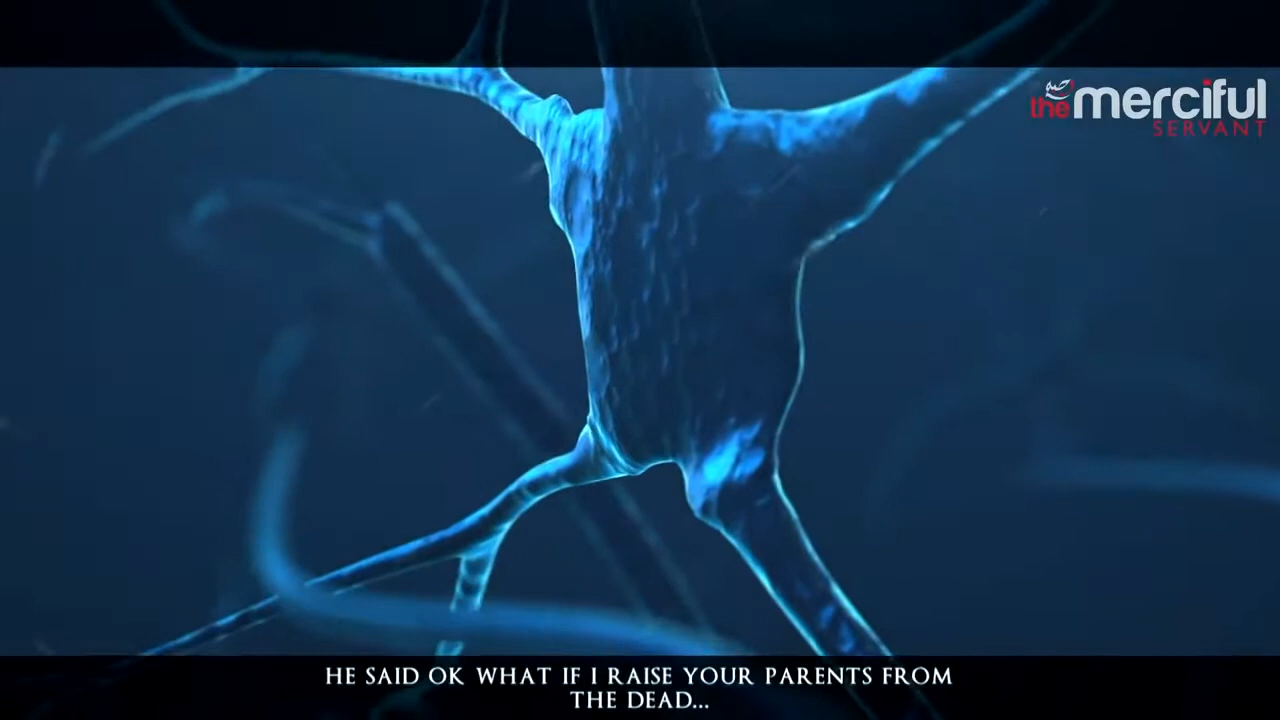 the merciful
SERVANT
HE SAID OK WHAT IF I RAISE YOUR PARENTS FROM
THE DEAD...